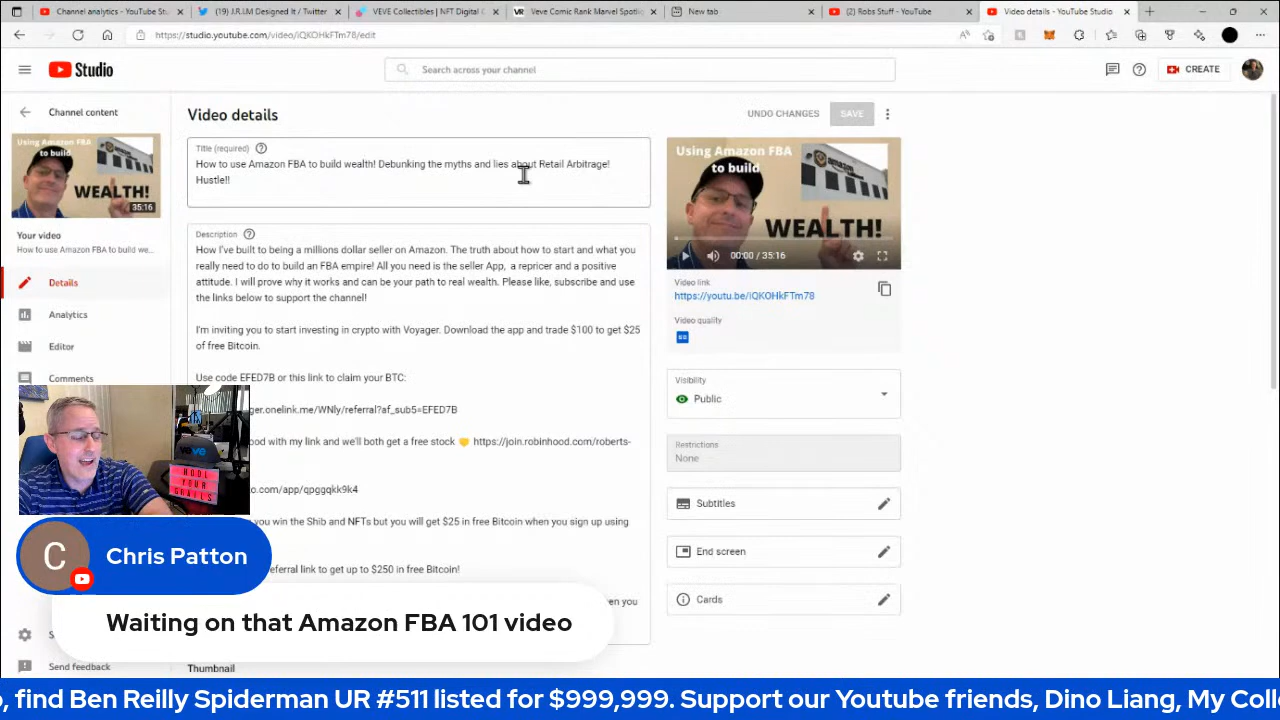 Channel analytics - YouTube St
(19) J.R.I.M Designed It / Twitter
VEVE Collectibles | NFT Digital C
Veve Comic Rank Marvel Spotlig
New tab
(2) Robs Stuff - YouTube
Video details - YouTube Studio
https://studio.youtube.com/video/iQKOHkFTm78/edit
Studio
Search across your channel
CREATE
Channel content
Using Amazon FBA
to build
WEALTH!
35:16
Your video
How to use Amazon FBA to build we...
Details
Analytics
Editor
Comments
Send feedback
Video details
UNDO CHANGES
SAVE
Title (required)
How to use Amazon FBA to build wealth! Debunking the myths and lies about Retail Arbitrage!
Hustle!!
Description
How I've built to being a millions dollar seller on Amazon. The truth about how to start and what you
really need to do to build an FBA empire! All you need is the seller App, a repricer and a positive
attitude. I will prove why it works and can be your path to real wealth. Please like, subscribe and use
the links below to support the channel!
I'm inviting you to start investing in crypto with Voyager. Download the app and trade $100 to get $25
of free Bitcoin.
Use code EFED7B or this link to claim your BTC:
ger.onelink.me/WNly/referral?af_sub5=EFED7B
ood with my link and we'll both get a free stock 💛 https://join.robinhood.com/roberts-
o.com/app/qpggqkk9k4
you win the Shib and NFTs but you will get $25 in free Bitcoin when you sign up using
eferral link to get up to $250 in free Bitcoin!
en you
Thumbnail
Using Amazon FBA
to build
WEALTH!
00:00 / 35:16
Video link
https://youtu.be/iQKOHkFTm78
Video quality
Visibility
Public
Restrictions
None
Subtitles
End screen
Cards
veve
HODL
YOUR
GRAILS
C
Chris Patton
Waiting on that Amazon FBA 101 video
o, find Ben Reilly Spiderman UR #511 listed for $999,999. Support our Youtube friends, Dino Liang, My Coll